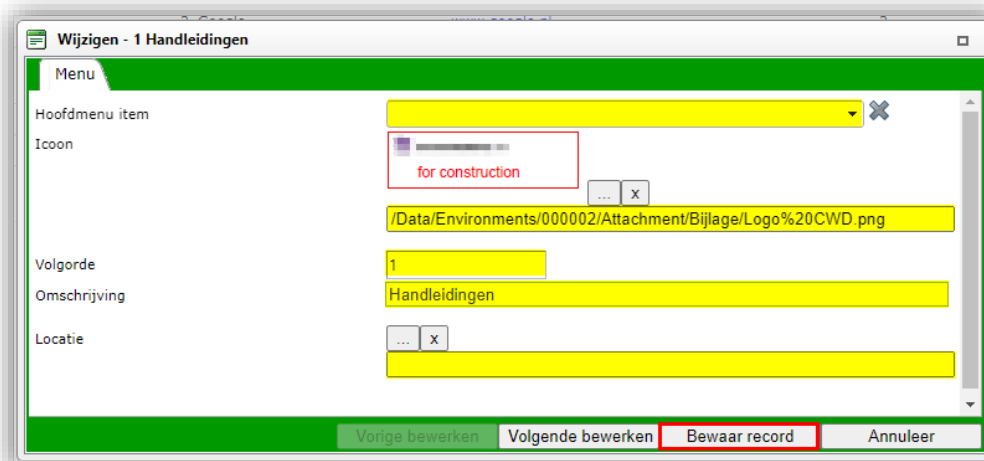 Wijzigen - 1 Handleidingen
Menu
Hoofdmenu item
Icoon
for construction
... x
/Data/Environments/000002/Attachment/Bijlage/Logo%20CWD.png
Volgorde 1
Omschrijving Handleidingen
Locatie ... x
Vorige bewerken Volgende bewerken Bewaar record Annuleer